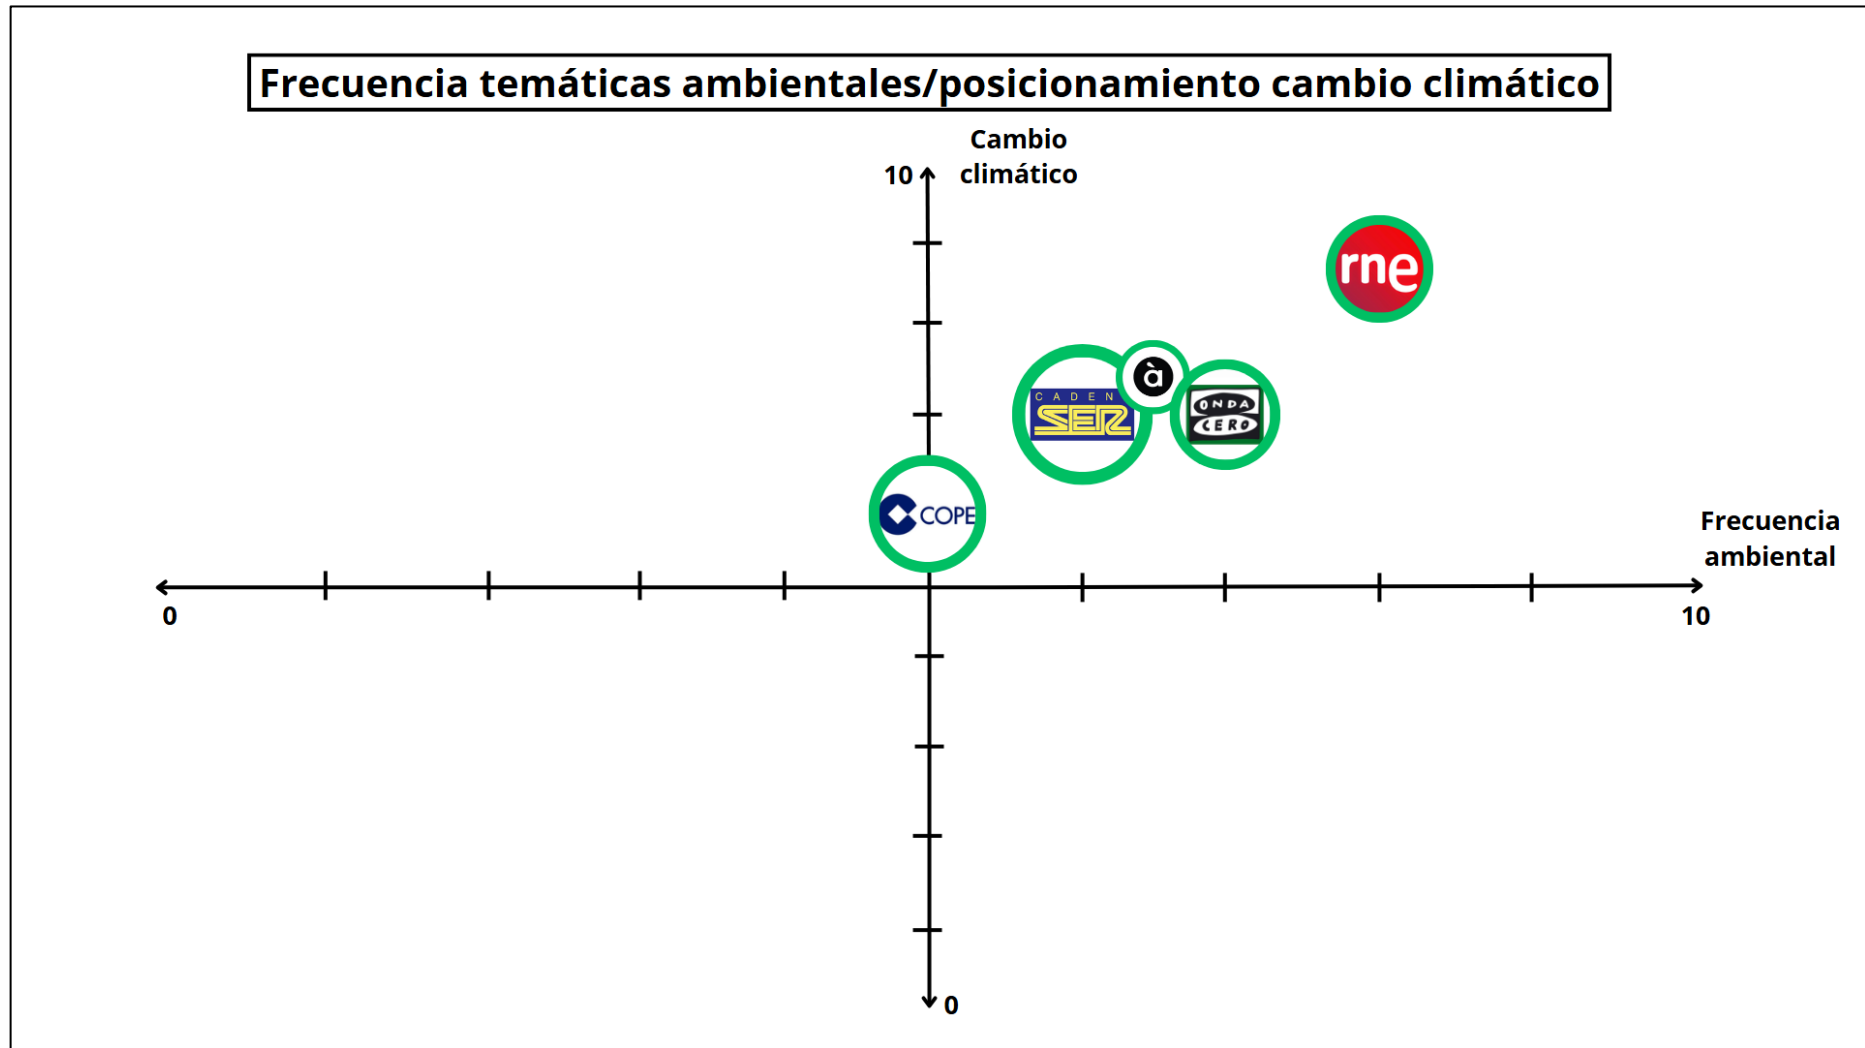 Frecuencia temáticas ambientales/posicionamiento cambio climático
Cambio
climático
10
rne
à
CADEN
SER
ONDA
CERO
COPE
Frecuencia
ambiental
0
10
0